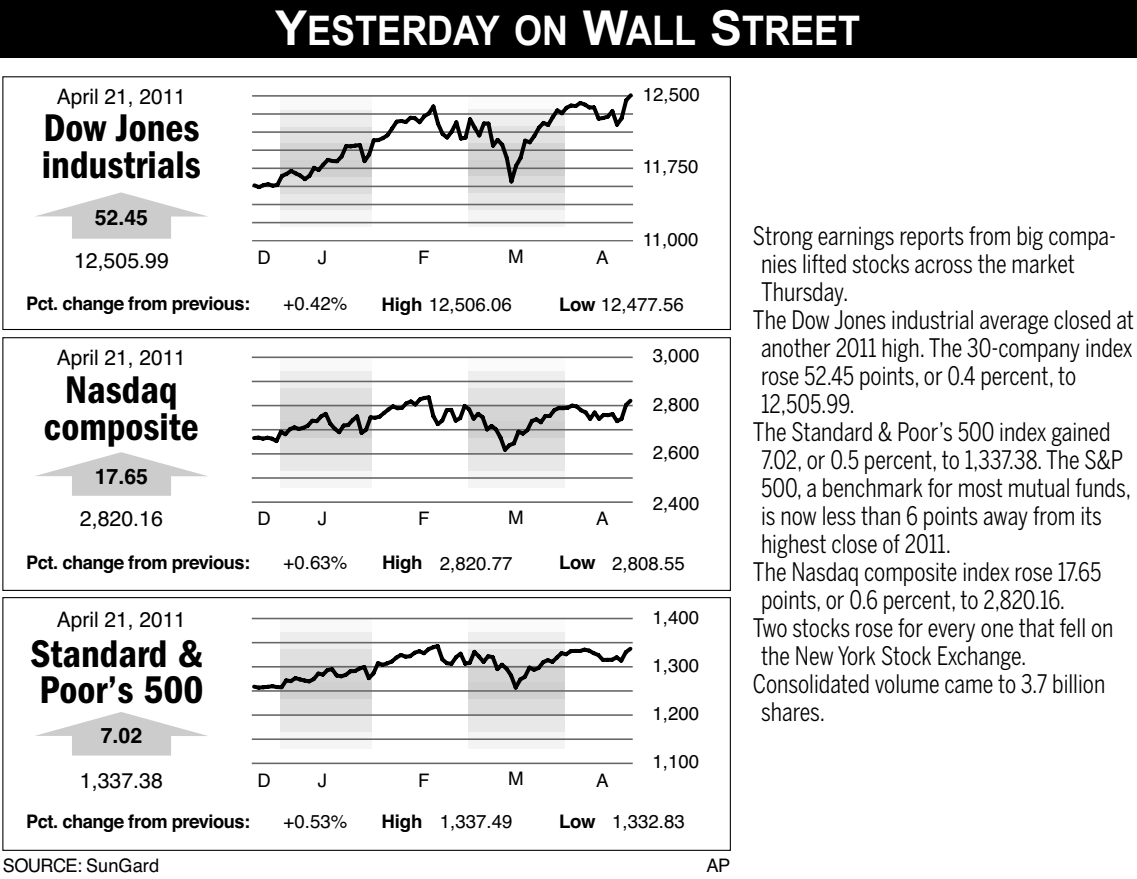 YESTERDAY ON WALL STREET
April 21, 2011
Dow Jones
industrials
52.45
12,505.99
12,500
11,750
11,000
D J F M A
Pct. change from previous: +0.42% High 12,506.06 Low 12,477.56
April 21, 2011
Nasdaq
composite
17.65
2,820.16
3,000
2,800
2,600
2,400
D J F M A
Pct. change from previous: +0.63% High 2,820.77 Low 2,808.55
April 21, 2011
Standard &
Poor's 500
7.02
1,337.38
1,400
1,300
1,200
1,100
D J F M A
Pct. change from previous: +0.53% High 1,337.49 Low 1,332.83
SOURCE: SunGard AP
Strong earnings reports from big compa-
nies lifted stocks across the market
Thursday.
The Dow Jones industrial average closed at
another 2011 high. The 30-company index
rose 52.45 points, or 0.4 percent, to
12,505.99.
The Standard & Poor's 500 index gained
7.02, or 0.5 percent, to 1,337.38. The S&P
500, a benchmark for most mutual funds,
is now less than 6 points away from its
highest close of 2011.
The Nasdaq composite index rose 17.65
points, or 0.6 percent, to 2,820.16.
Two stocks rose for every one that fell on
the New York Stock Exchange.
Consolidated volume came to 3.7 billion
shares.